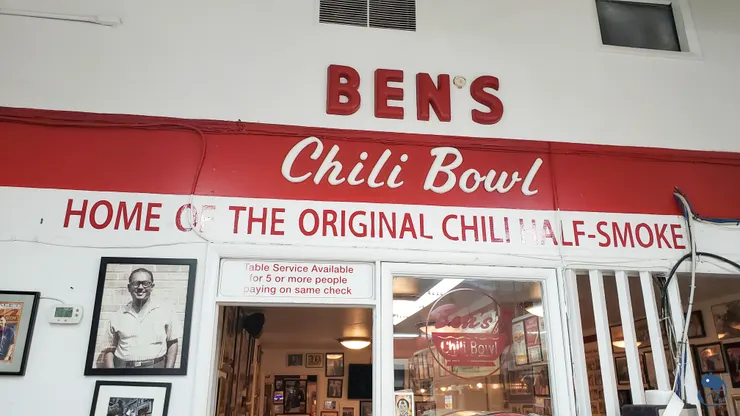 BEN'S
Chili Bowl
HOME OF THE ORIGINAL CHILI HALF-SMOKE
Table Service Available
for 5 or more people
paying on same check
Ben's
Chili Bowl